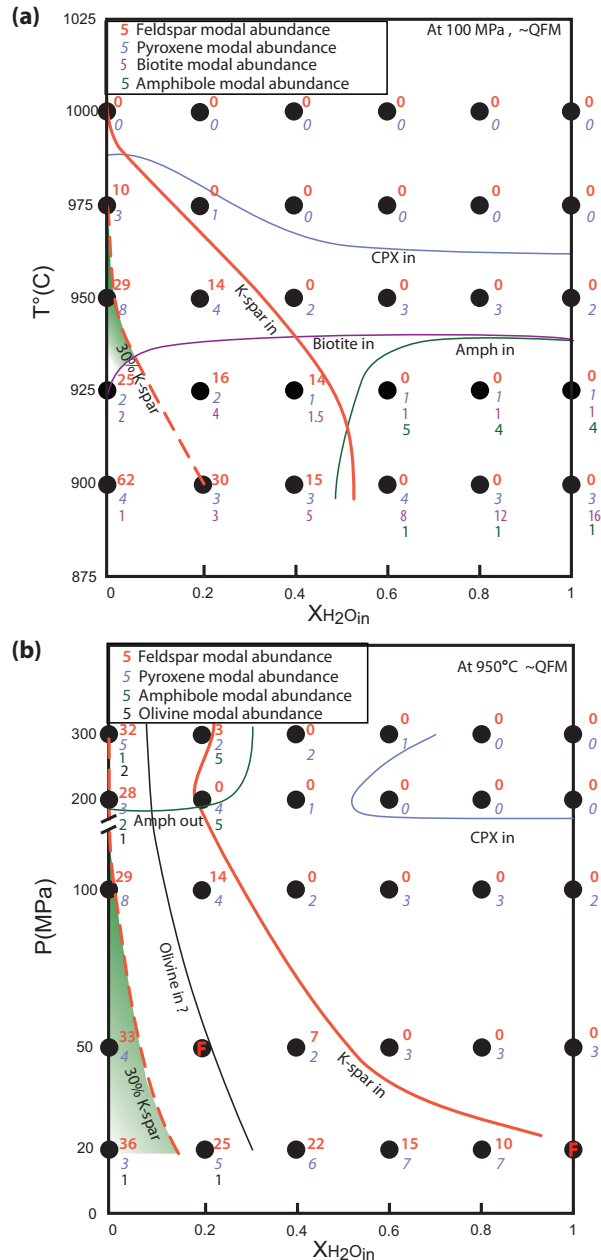 (a)
1025
5 Feldspar modal abundance
5 Pyroxene modal abundance
5 Biotite modal abundance
5 Amphibole modal abundance
At 100 MPa , ~QFM
0 0 0 0 0 0
1000
0 0 0 0 0 0
10 0 0 0 0 0
975
3 1 0 0 0 0
CPX in
29 14 0 0 0 0
950
8 4 2 3 3 2
K-spar in
Biotite in
Amph in
30% K-spar
25 16 14 0 0 0
925
2 2 1 1 1 1
2 4 1.5 1 1 1
5 4 4
62 30 15 0 0 0
900
4 3 3 4 3 3
1 3 5 8 12 16
1 1 1
875
T°(C)
0 0.2 0.4 0.6 0.8 1
XH2Oin
(b)
5 Feldspar modal abundance
5 Pyroxene modal abundance
5 Amphibole modal abundance
5 Olivine modal abundance
At 950°C ~QFM
32 3 0 0 0 0
300
5 2 2 1 0 0
1 5
2
28 0 0 0 0 0
200
3 4 1 0 0 0
2 5
1
Amph out
CPX in
29 14 0 0 0 0
100
8 4 2 3 3 2
P(MPa)
Olivine in ?
33 F 7 0 0 0
50
4 2 3 3 3
K-spar in
30% K-spar
36 25 22 15 10 F
20
3 5 6 7 7
1 1
0
0 0.2 0.4 0.6 0.8 1
XH2Oin